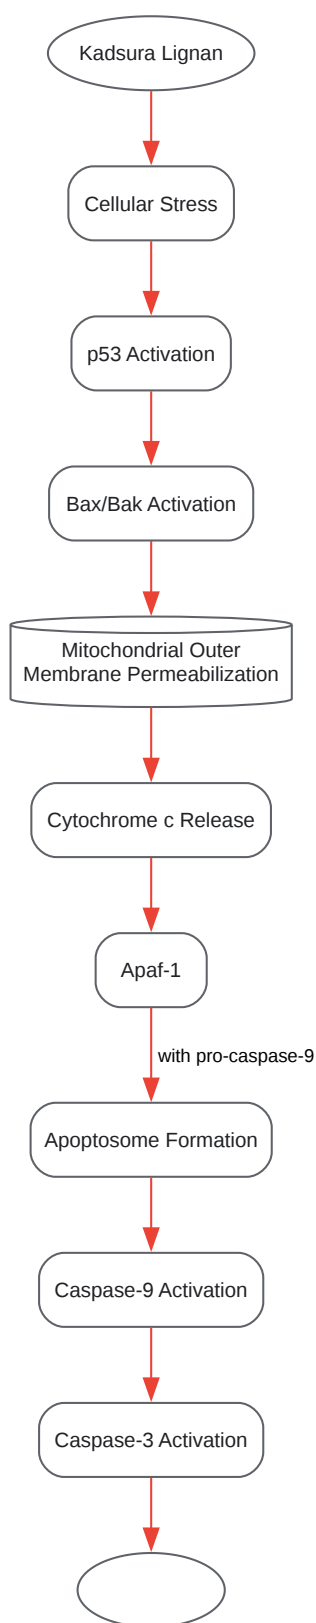 Kadsura Lignan
Cellular Stress
p53 Activation
Bax/Bak Activation
Mitochondrial Outer
Membrane Permeabilization
Cytochrome c Release
Apaf-1
with pro-caspase-9
Apoptosome Formation
Caspase-9 Activation
Caspase-3 Activation